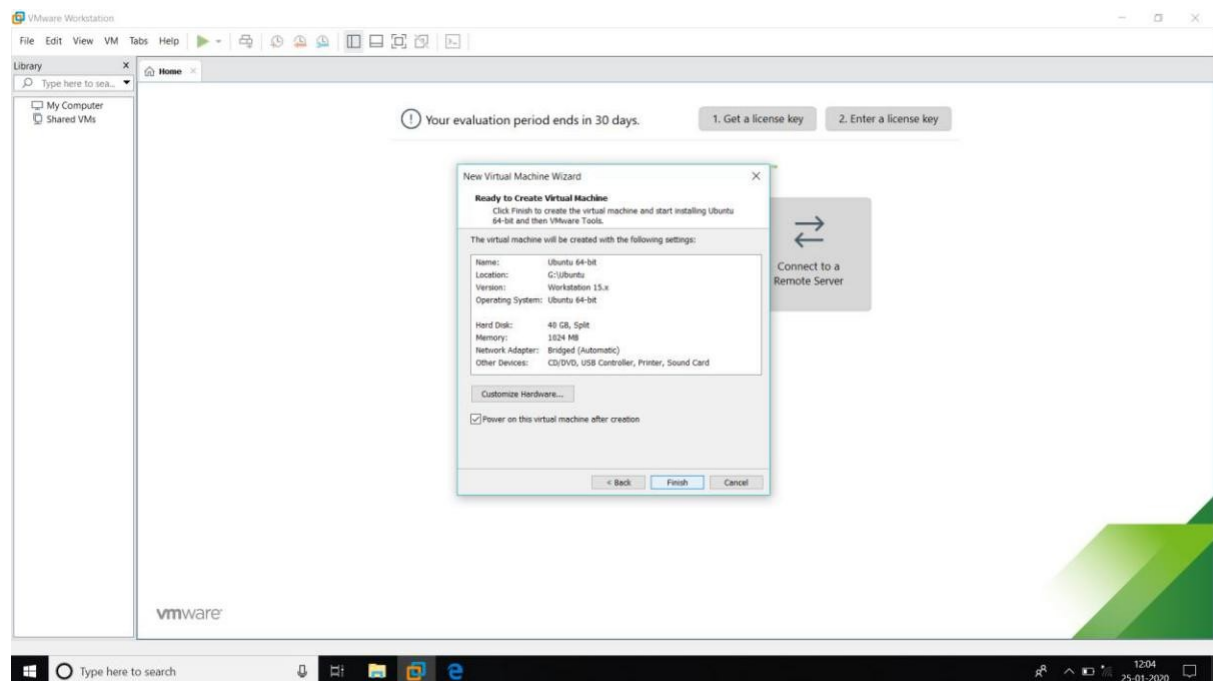 VMware Workstation
File Edit View VM Tabs Help
Library
Type here to sea...
My Computer
Shared VMs
Home
Your evaluation period ends in 30 days.
1. Get a license key
2. Enter a license key
New Virtual Machine Wizard
Ready to Create Virtual Machine
Click Finish to create the virtual machine and start installing Ubuntu
64-bit and then VMware Tools.
The virtual machine will be created with the following settings:
Name: Ubuntu 64-bit
Location: G:\Ubuntu
Version: Workstation 15.x
Operating System: Ubuntu 64-bit
Hard Disk: 40 GB, Split
Memory: 1024 MB
Network Adapter: Bridged (Automatic)
Other Devices: CD/DVD, USB Controller, Printer, Sound Card
Customize Hardware...
Power on this virtual machine after creation
< Back Finish Cancel
Connect to a
Remote Server
vmware
Type here to search
12:04
25-01-2020